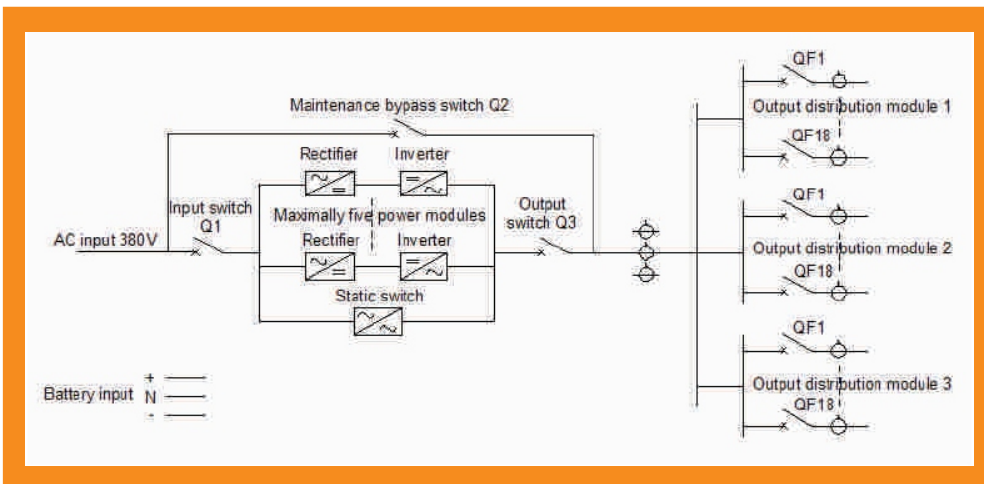 QF1
Output distribution module 1
QF18
Maintenance bypass switch Q2
Rectifier
Inverter
Input switch
Q1
Maximally five power modules
Output
switch Q3
AC input 380V
Rectifier
Inverter
Static switch
QF1
Output distribution module 2
QF18
QF1
Output distribution module 3
QF18
Battery input
+
N
-